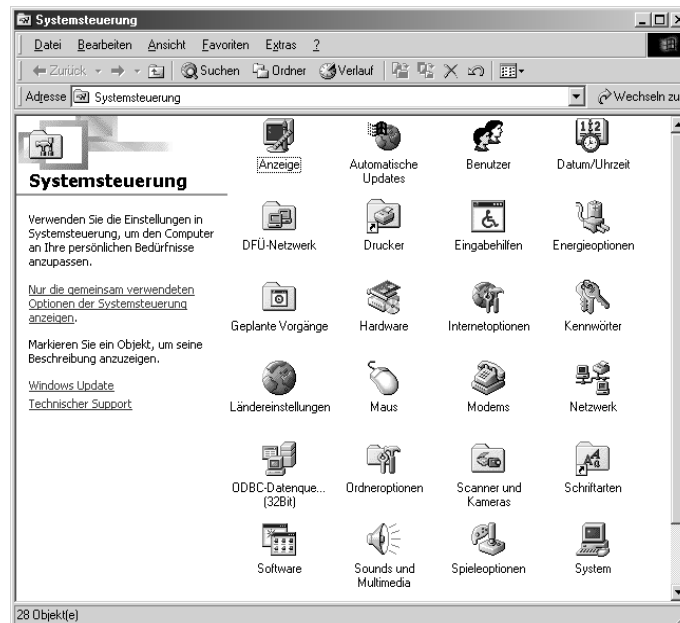 Systemsteuerung
Datei Bearbeiten Ansicht Favoriten Extras ?
Zurück Suchen Ordner Verlauf
Adresse Systemsteuerung Wechseln zu
Systemsteuerung
Verwenden Sie die Einstellungen in
Systemsteuerung, um den Computer
an Ihre persönlichen Bedürfnisse
anzupassen.
Nur die gemeinsam verwendeten
Optionen der Systemsteuerung
anzeigen.
Markieren Sie ein Objekt, um seine
Beschreibung anzuzeigen.
Windows Update
Technischer Support
Anzeige
Automatische
Updates
Benutzer
Datum/Uhrzeit
DFÜ-Netzwerk
Drucker
Eingabehilfen
Energieoptionen
Geplante Vorgänge
Hardware
Internetoptionen
Kennwörter
Ländereinstellungen
Maus
Modems
Netzwerk
ODBC-Datenque...
(32Bit)
Ordneroptionen
Scanner und
Kameras
Schriftarten
Software
Sounds und
Multimedia
Spieleoptionen
System
28 Objekt(e)